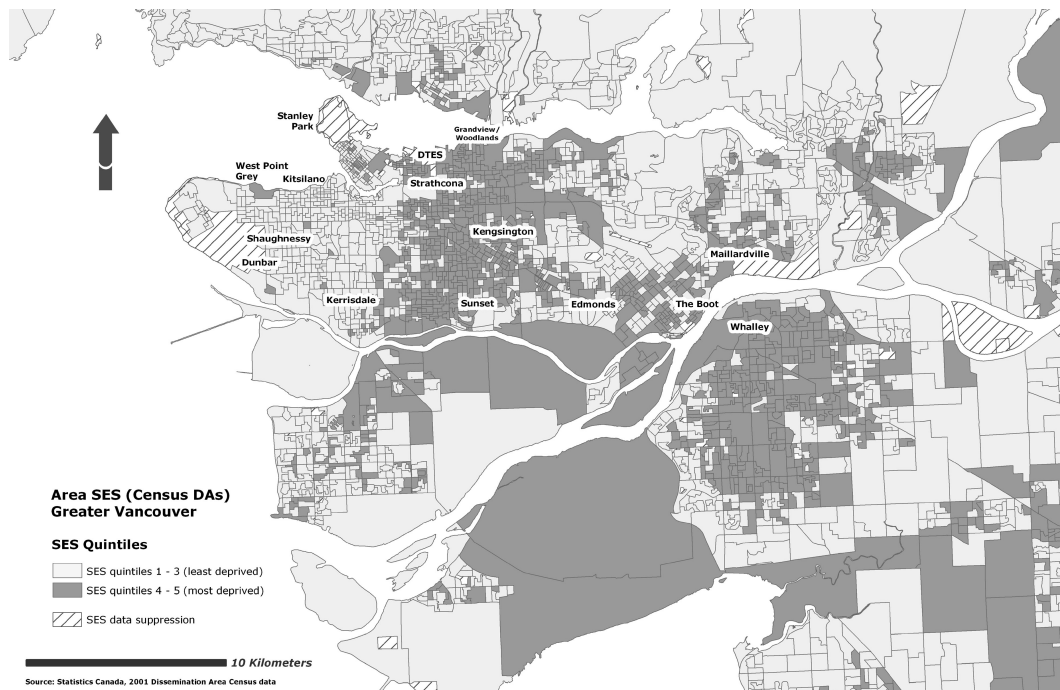 Stanley
Park
Grandview/
Woodlands
DTES
West Point
Grey
Kitsilano
Strathcona
Kengsington
Shaughnessy
Dunbar
Maillardville
Kerrisdale
Sunset
Edmonds
The Boot
Whalley
Area SES (Census DAs)
Greater Vancouver
SES Quintiles
SES quintiles 1 - 3 (least deprived)
SES quintiles 4 - 5 (most deprived)
SES data suppression
10 Kilometers
Source: Statistics Canada, 2001 Dissemination Area Census data